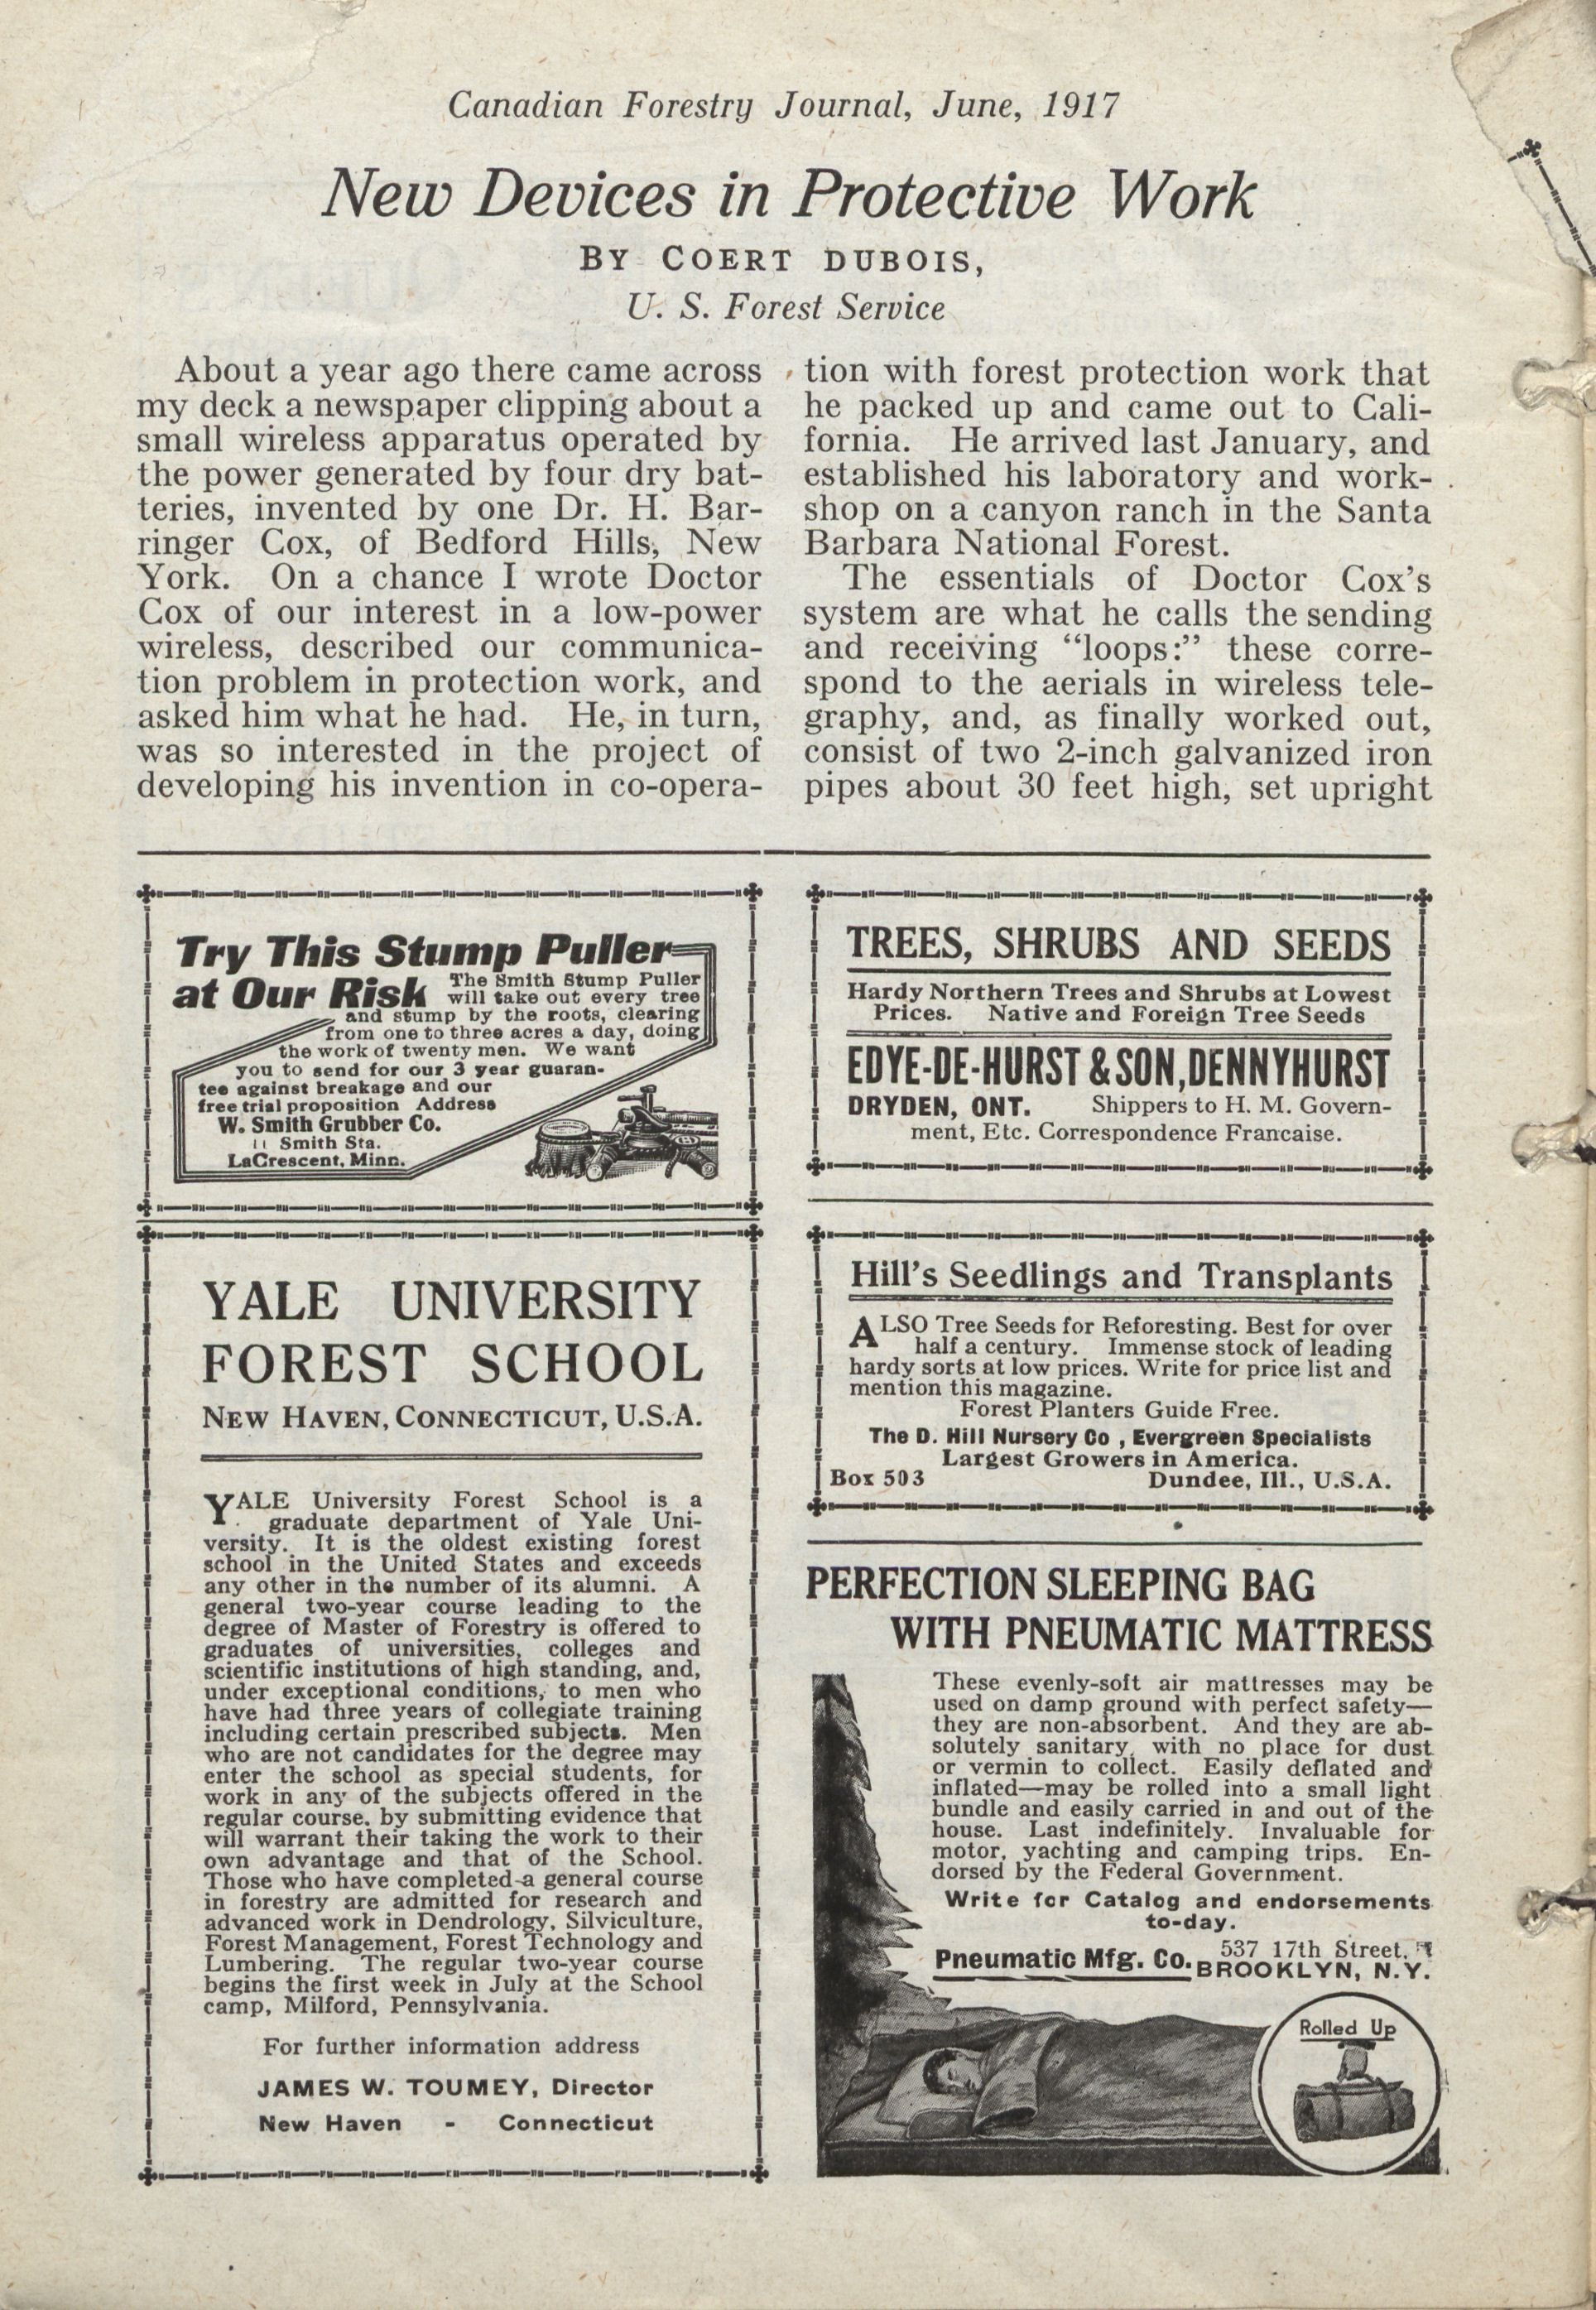 Canadian Forestry Journal, June, 1917
New Devices in Protective Work
BY COERT DUBOIS,
U. S. Forest Service
About a year ago there came across
my deck a newspaper clipping about a
small wireless apparatus operated by
the power generated by four dry bat-
teries, invented by one Dr. H. Bar-
ringer Cox, of Bedford Hills, New
York. On a chance I wrote Doctor
Cox of our interest in a low-power
wireless, described our communica-
tion problem in protection work, and
asked him what he had. He, in turn,
was so interested in the project of
developing his invention in co-opera-
tion with forest protection work that
he packed up and came out to Cali-
fornia. He arrived last January, and
established his laboratory and work-
shop on a canyon ranch in the Santa
Barbara National Forest.
The essentials of Doctor Cox's
system are what he calls the sending
and receiving "loops:" these corre-
spond to the aerials in wireless tele-
graphy, and, as finally worked out,
consist of two 2-inch galvanized iron
pipes about 30 feet high, set upright
Try This Stump Puller
at Our Risk
The Smith Stump Puller
will take out every tree
and stump by the roots, clearing
from one to three acres a day, doing
the work of twenty men. We want
you to send for our 3 year guaran-
tee against breakage and our
free trial proposition Address
W. Smith Grubber Co.
11 Smith Sta.
LaCrescent, Minn.
YALE UNIVERSITY
FOREST SCHOOL
NEW HAVEN, CONNECTICUT, U.S.A.
YALE University Forest School is a
graduate department of Yale Uni-
versity. It is the oldest existing forest
school in the United States and exceeds
any other in the number of its alumni. A
general two-year course leading to the
degree of Master of Forestry is offered to
graduates of universities, colleges and
scientific institutions of high standing, and,
under exceptional conditions, to men who
have had three years of collegiate training
including certain prescribed subjects. Men
who are not candidates for the degree may
enter the school as special students, for
work in any of the subjects offered in the
regular course, by submitting evidence that
will warrant their taking the work to their
own advantage and that of the School.
Those who have completed a general course
in forestry are admitted for research and
advanced work in Dendrology, Silviculture,
Forest Management, Forest Technology and
Lumbering. The regular two-year course
begins the first week in July at the School
camp, Milford, Pennsylvania.
For further information address
JAMES W. TOUMEY, Director
New Haven - Connecticut
TREES, SHRUBS AND SEEDS
Hardy Northern Trees and Shrubs at Lowest
Prices. Native and Foreign Tree Seeds
EDYE-DE-HURST & SON, DENNYHURST
DRYDEN, ONT. Shippers to H. M. Govern-
ment, Etc. Correspondence Francaise.
Hill's Seedlings and Transplants
ALSO Tree Seeds for Reforesting. Best for over
half a century. Immense stock of leading
hardy sorts at low prices. Write for price list and
mention this magazine.
Forest Planters Guide Free.
The D. Hill Nursery Co , Evergreen Specialists
Largest Growers in America.
Box 503 Dundee, Ill., U.S.A.
PERFECTION SLEEPING BAG
WITH PNEUMATIC MATTRESS
These evenly-soft air mattresses may be
used on damp ground with perfect safety—
they are non-absorbent. And they are ab-
solutely sanitary, with no place for dust
or vermin to collect. Easily deflated and
inflated—may be rolled into a small light
bundle and easily carried in and out of the
house. Last indefinitely. Invaluable for
motor, yachting and camping trips. En-
dorsed by the Federal Government.
Write for Catalog and endorsements
to-day.
Pneumatic Mfg. Co. 537 17th Street,
BROOKLYN, N.Y.
Rolled Up